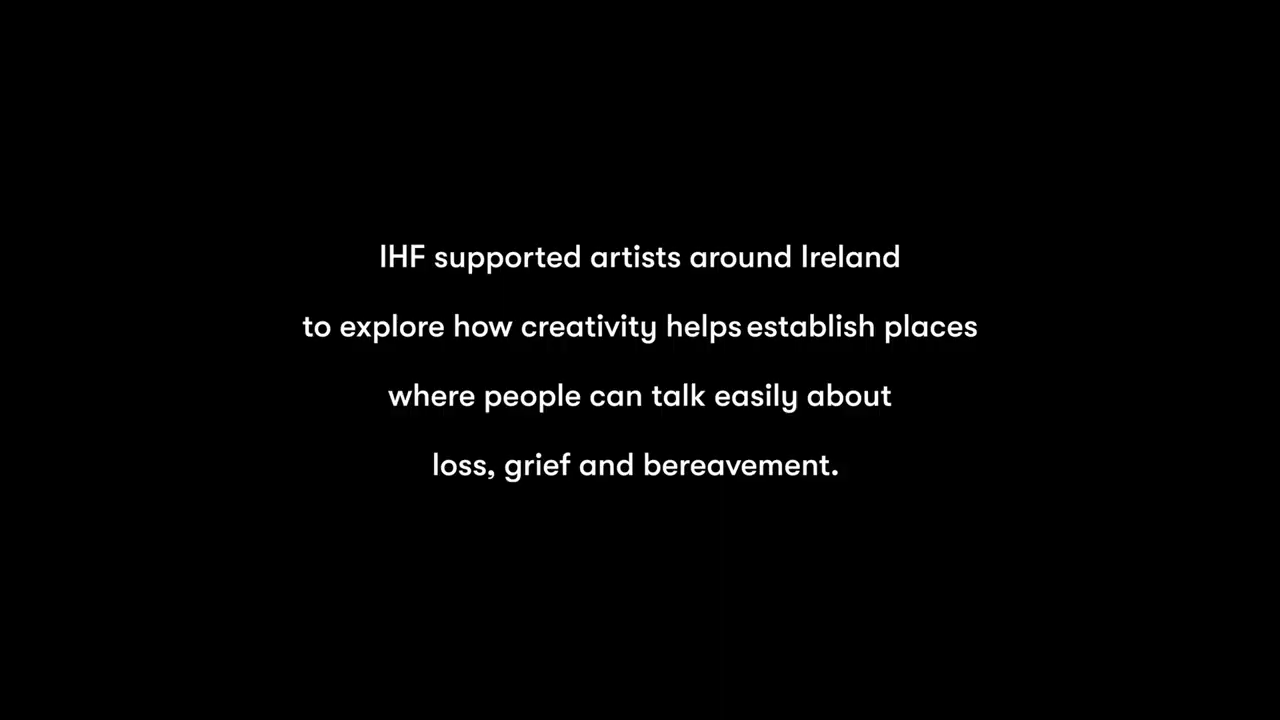 IHF supported artists around Ireland
to explore how creativity helps establish places
where people can talk easily about
loss, grief and bereavement.